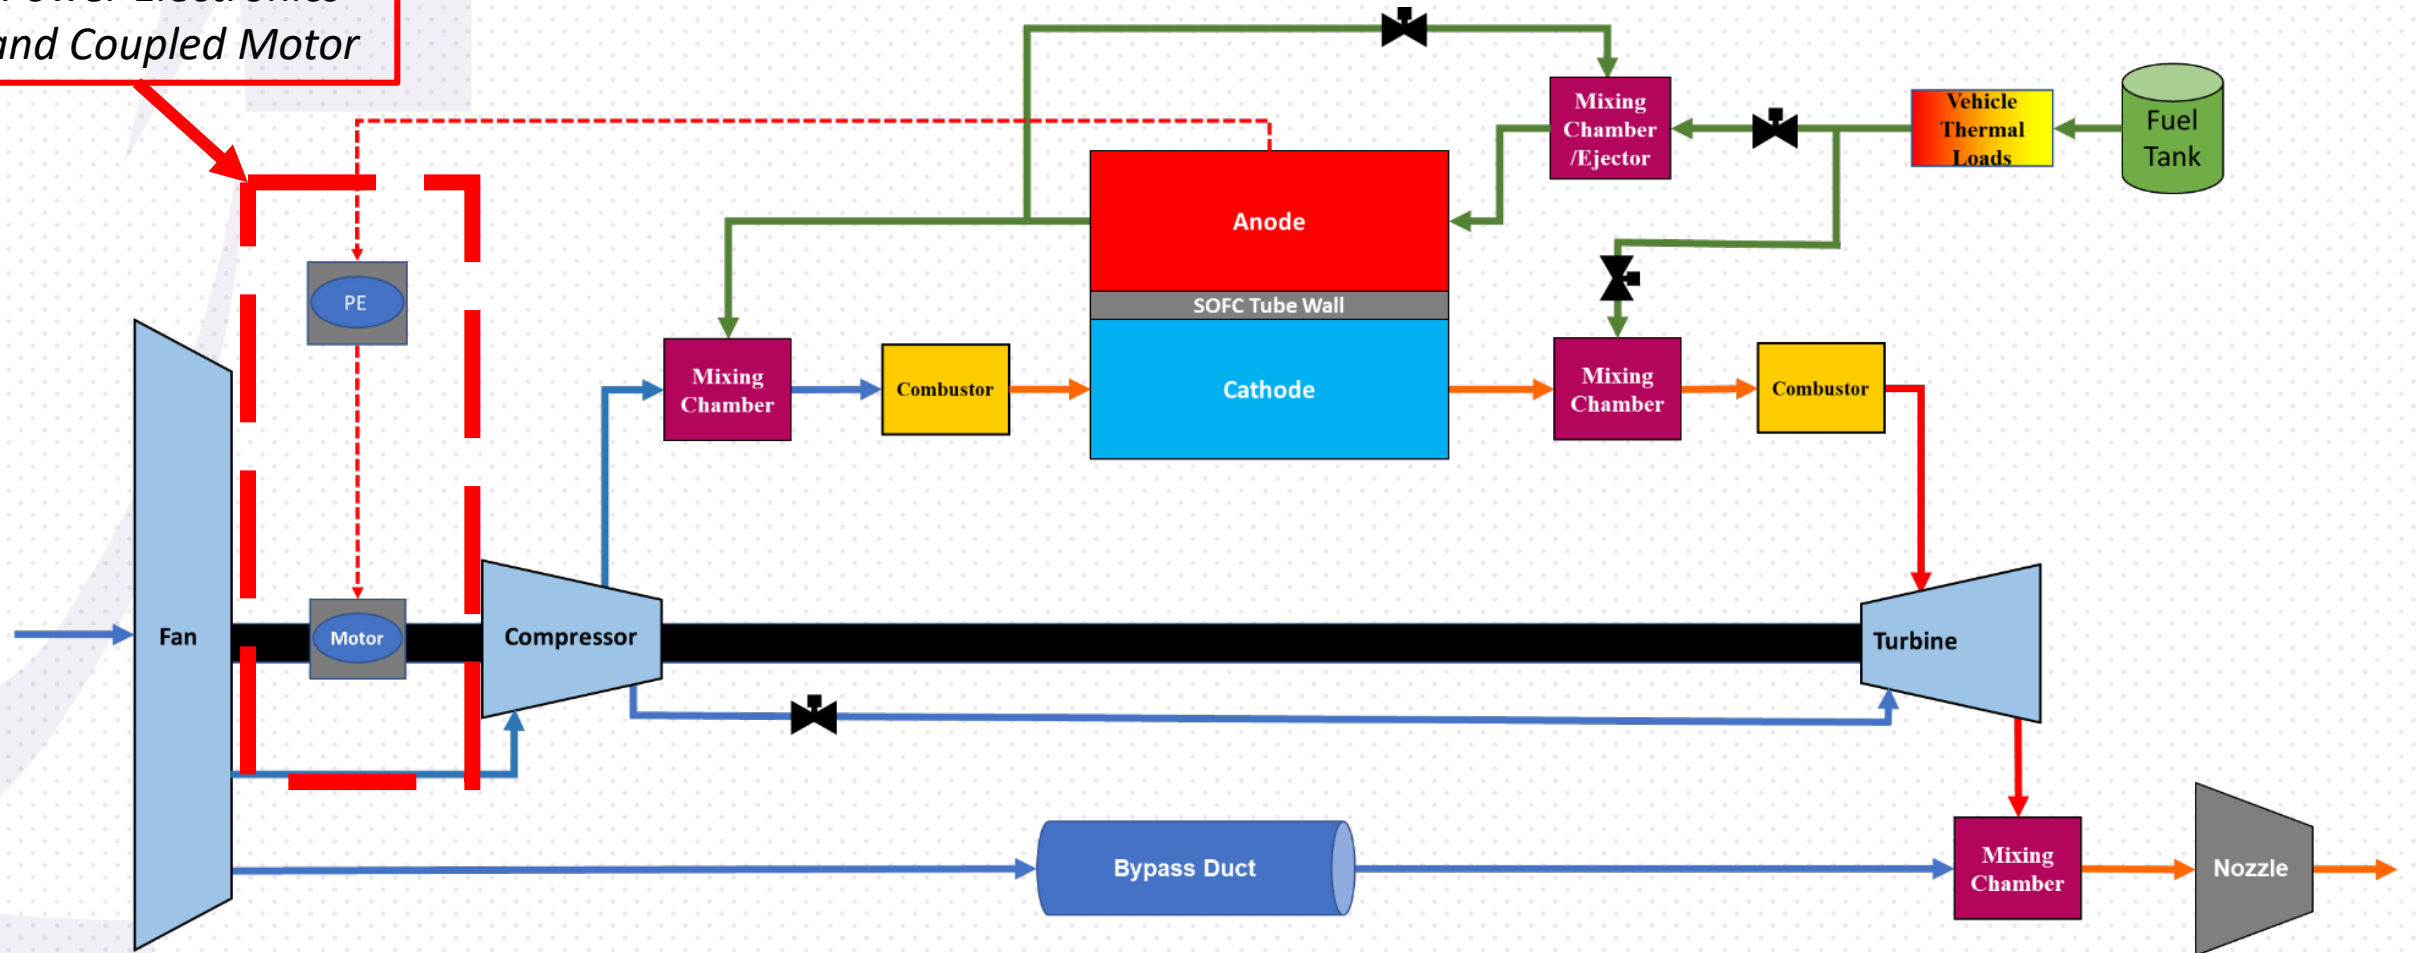 and Coupled Motor
Mixing
Chamber
/Ejector
Vehicle
Thermal
Loads
Fuel
Tank
Anode
SOFC Tube Wall
Cathode
PE
Mixing
Chamber
Combustor
Mixing
Chamber
Combustor
Fan
Motor
Compressor
Turbine
Bypass Duct
Mixing
Chamber
Nozzle